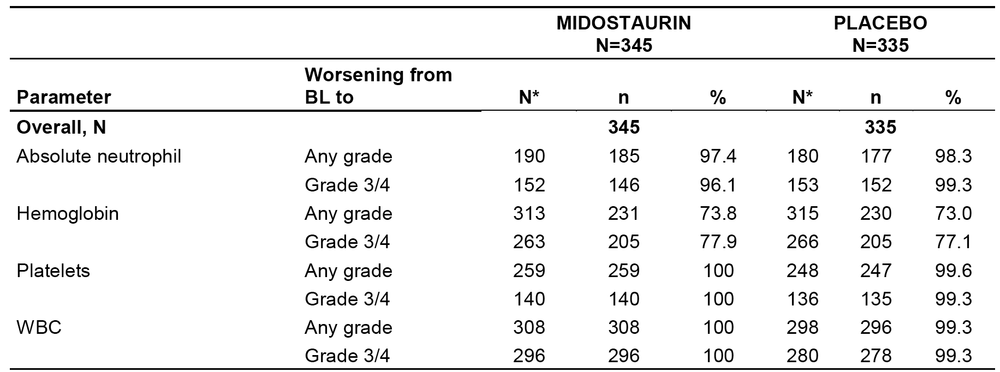 MIDOSTAURIN PLACEBO
N=345 N=335
Worsening from
Parameter BL to N* n % N* n %
Overall, N 345 335
Absolute neutrophil Any grade 190 185 97.4 180 177 98.3
Grade 3/4 152 146 96.1 153 152 99.3
Hemoglobin Any grade 313 231 73.8 315 230 73.0
Grade 3/4 263 205 77.9 266 205 77.1
Platelets Any grade 259 259 100 248 247 99.6
Grade 3/4 140 140 100 136 135 99.3
WBC Any grade 308 308 100 298 296 99.3
Grade 3/4 296 296 100 280 278 99.3